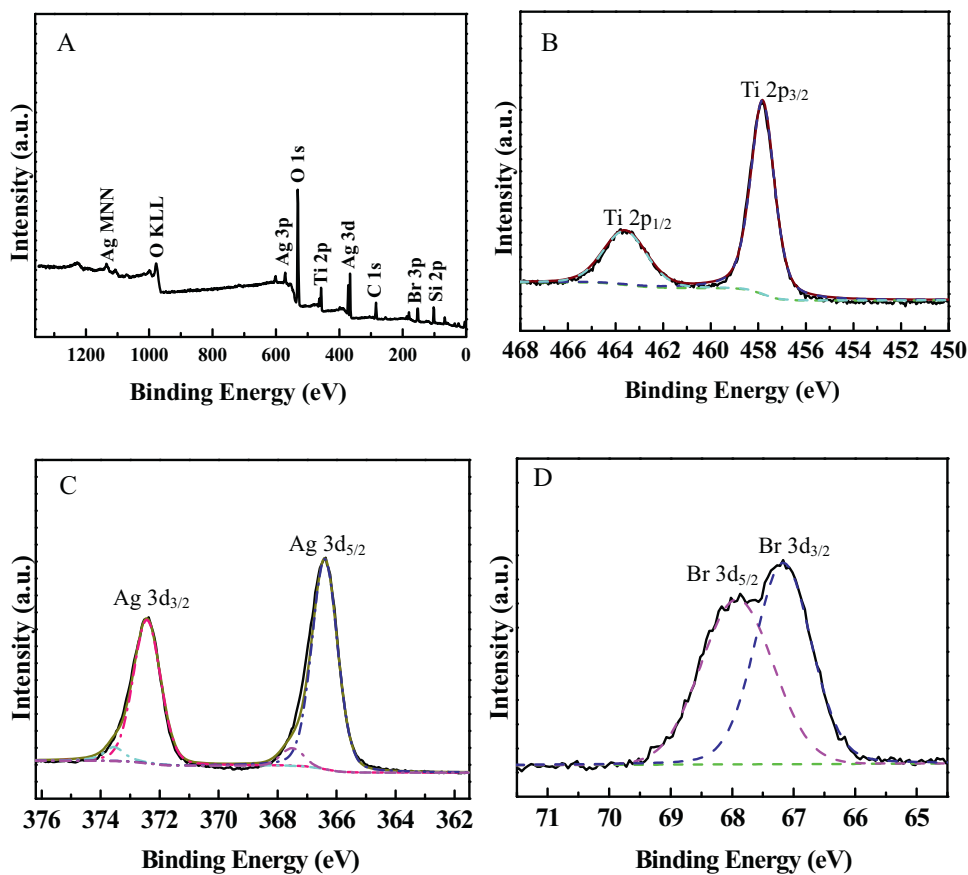 A
Intensity (a.u.)
Ag MNN
O KLL
Ag 3p
O 1s
Ti 2p
Ag 3d
C 1s
Br 3p
Si 2p
1200 1000 800 600 400 200 0
Binding Energy (eV)
B
Intensity (a.u.)
Ti 2p1/2
Ti 2p3/2
468 466 464 462 460 458 456 454 452 450
Binding Energy (eV)
C
Intensity (a.u.)
Ag 3d3/2
Ag 3d5/2
376 374 372 370 368 366 364 362
Binding Energy (eV)
D
Intensity (a.u.)
Br 3d5/2
Br 3d3/2
71 70 69 68 67 66 65
Binding Energy (eV)